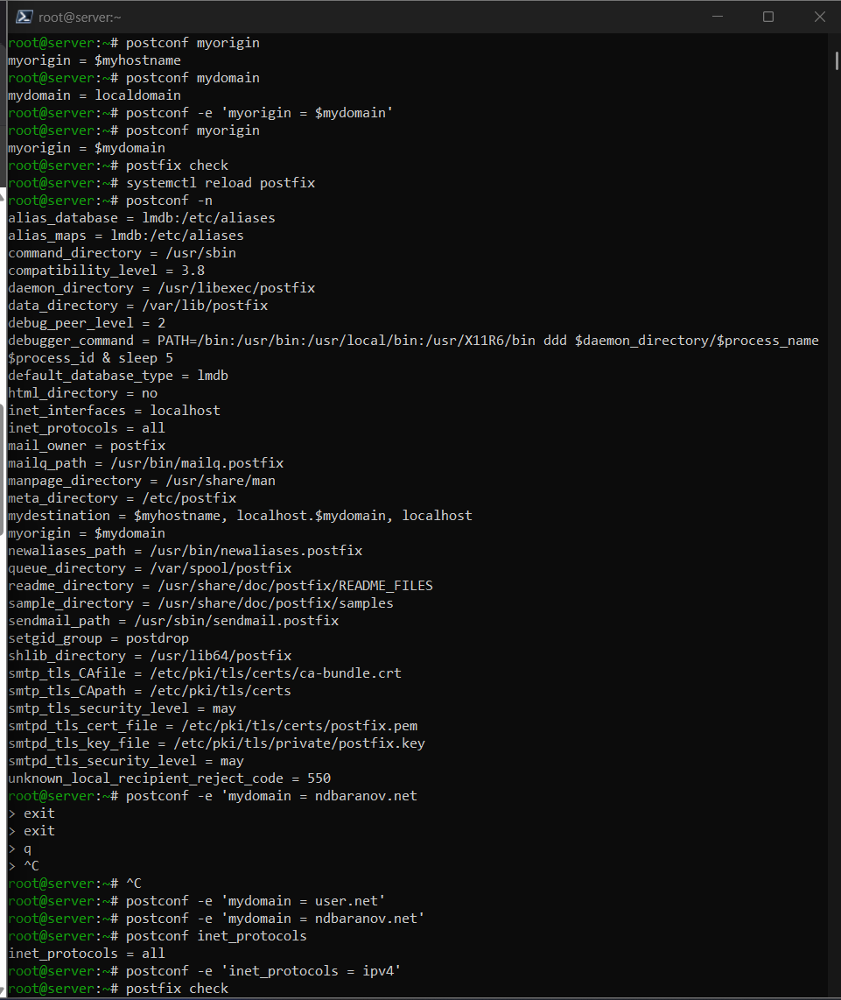 root@server:~
root@server:~# postconf myorigin
myorigin = $myhostname
root@server:~# postconf mydomain
mydomain = localdomain
root@server:~# postconf -e 'myorigin = $mydomain'
root@server:~# postconf myorigin
myorigin = $mydomain
root@server:~# postfix check
root@server:~# systemctl reload postfix
root@server:~# postconf -n
alias_database = lmdb:/etc/aliases
alias_maps = lmdb:/etc/aliases
command_directory = /usr/sbin
compatibility_level = 3.8
daemon_directory = /usr/libexec/postfix
data_directory = /var/lib/postfix
debug_peer_level = 2
debugger_command = PATH=/bin:/usr/bin:/usr/local/bin:/usr/X11R6/bin ddd $daemon_directory/$process_name
$process_id & sleep 5
default_database_type = lmdb
html_directory = no
inet_interfaces = localhost
inet_protocols = all
mail_owner = postfix
mailq_path = /usr/bin/mailq.postfix
manpage_directory = /usr/share/man
meta_directory = /etc/postfix
mydestination = $myhostname, localhost.$mydomain, localhost
myorigin = $mydomain
newaliases_path = /usr/bin/newaliases.postfix
queue_directory = /var/spool/postfix
readme_directory = /usr/share/doc/postfix/README_FILES
sample_directory = /usr/share/doc/postfix/samples
sendmail_path = /usr/sbin/sendmail.postfix
setgid_group = postdrop
shlib_directory = /usr/lib64/postfix
smtp_tls_CAfile = /etc/pki/tls/certs/ca-bundle.crt
smtp_tls_CApath = /etc/pki/tls/certs
smtp_tls_security_level = may
smtpd_tls_cert_file = /etc/pki/tls/certs/postfix.pem
smtpd_tls_key_file = /etc/pki/tls/private/postfix.key
smtpd_tls_security_level = may
unknown_local_recipient_reject_code = 550
root@server:~# postconf -e 'mydomain = ndbaranov.net
> exit
> exit
> q
> ^C
root@server:~# ^C
root@server:~# postconf -e 'mydomain = user.net'
root@server:~# postconf -e 'mydomain = ndbaranov.net'
root@server:~# postconf inet_protocols
inet_protocols = all
root@server:~# postconf -e 'inet_protocols = ipv4'
root@server:~# postfix check